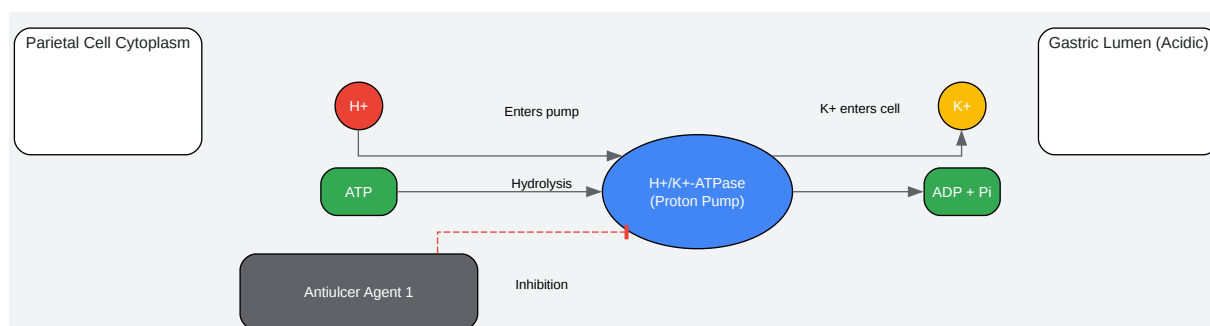 Parietal Cell Cytoplasm
Gastric Lumen (Acidic)
H+
Enters pump
K+ enters cell
K+
ATP
Hydrolysis
H+/K+-ATPase
(Proton Pump)
ADP + Pi
Antiulcer Agent 1
Inhibition